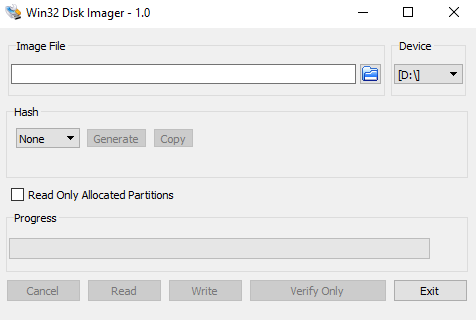 Win32 Disk Imager - 1.0
Image File
Device
[D:\]
Hash
None
Generate
Copy
Read Only Allocated Partitions
Progress
Cancel
Read
Write
Verify Only
Exit